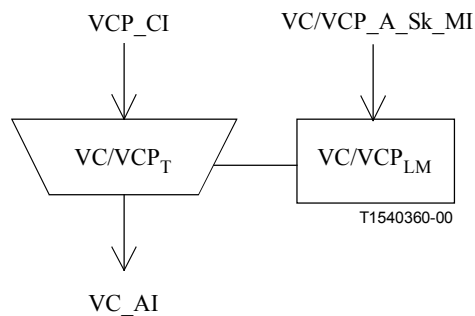 VCP_CI VC/VCP_A_Sk_MI
VC/VCP_T VC/VCP_LM
T1540360-00
VC_AI